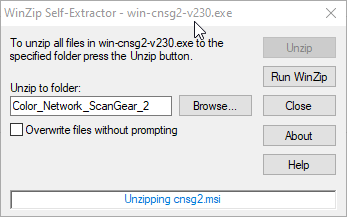 WinZip Self-Extractor - win-cnsg2-v230.exe
To unzip all files in win-cnsg2-v230.exe to the
specified folder press the Unzip button.
Unzip to folder:
Color_Network_ScanGear_2
Browse...
Overwrite files without prompting
Unzip
Run WinZip
Close
About
Help
Unzipping cnsg2.msi